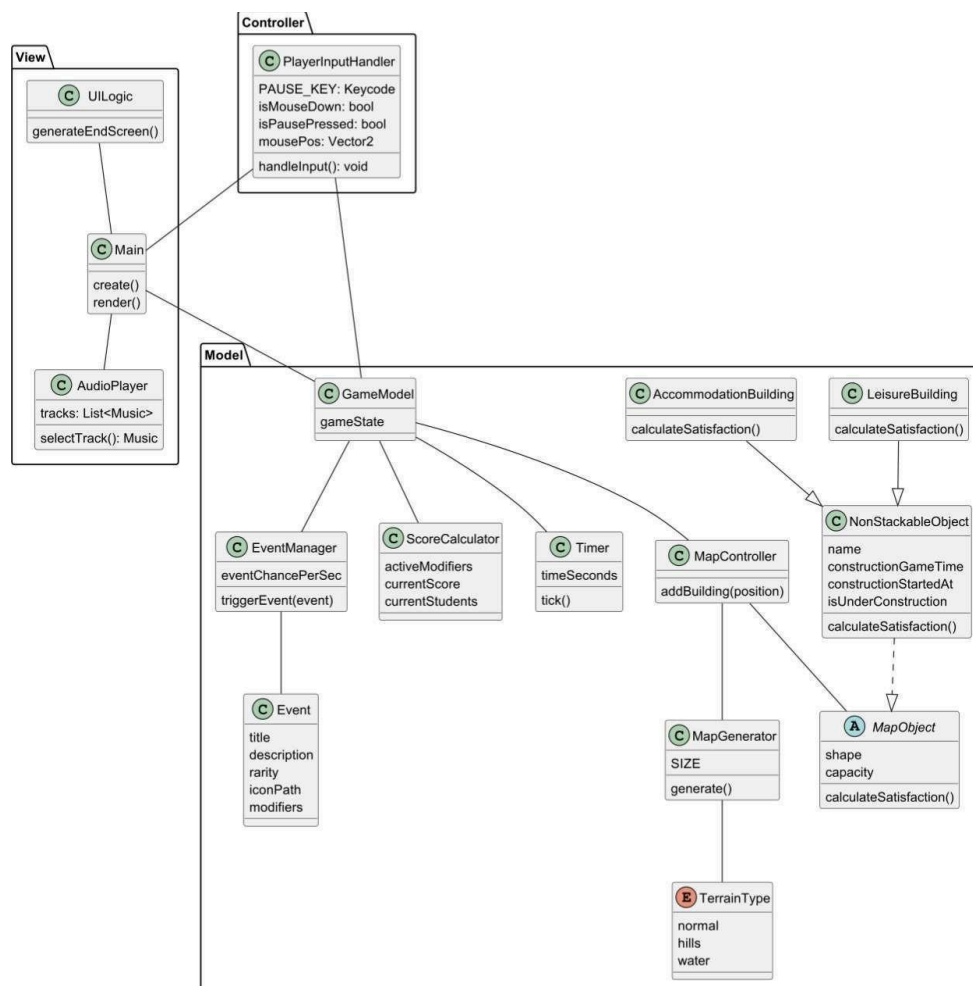 Controller
C PlayerInputHandler
PAUSE_KEY: Keycode
isMouseDown: bool
isPausePressed: bool
mousePos: Vector2
handleInput(): void
View
C UILogic
generateEndScreen()
C Main
create()
render()
C AudioPlayer
tracks: List<Music>
selectTrack(): Music
Model
C GameModel
gameState
C AccommodationBuilding
calculateSatisfaction()
C LeisureBuilding
calculateSatisfaction()
C EventManager
eventChancePerSec
triggerEvent(event)
C ScoreCalculator
activeModifiers
currentScore
currentStudents
C Timer
timeSeconds
tick()
C MapController
addBuilding(position)
C NonStackableObject
name
constructionGameTime
constructionStartedAt
isUnderConstruction
calculateSatisfaction()
C Event
title
description
rarity
iconPath
modifiers
C MapGenerator
SIZE
generate()
A MapObject
shape
capacity
calculateSatisfaction()
E TerrainType
normal
hills
water